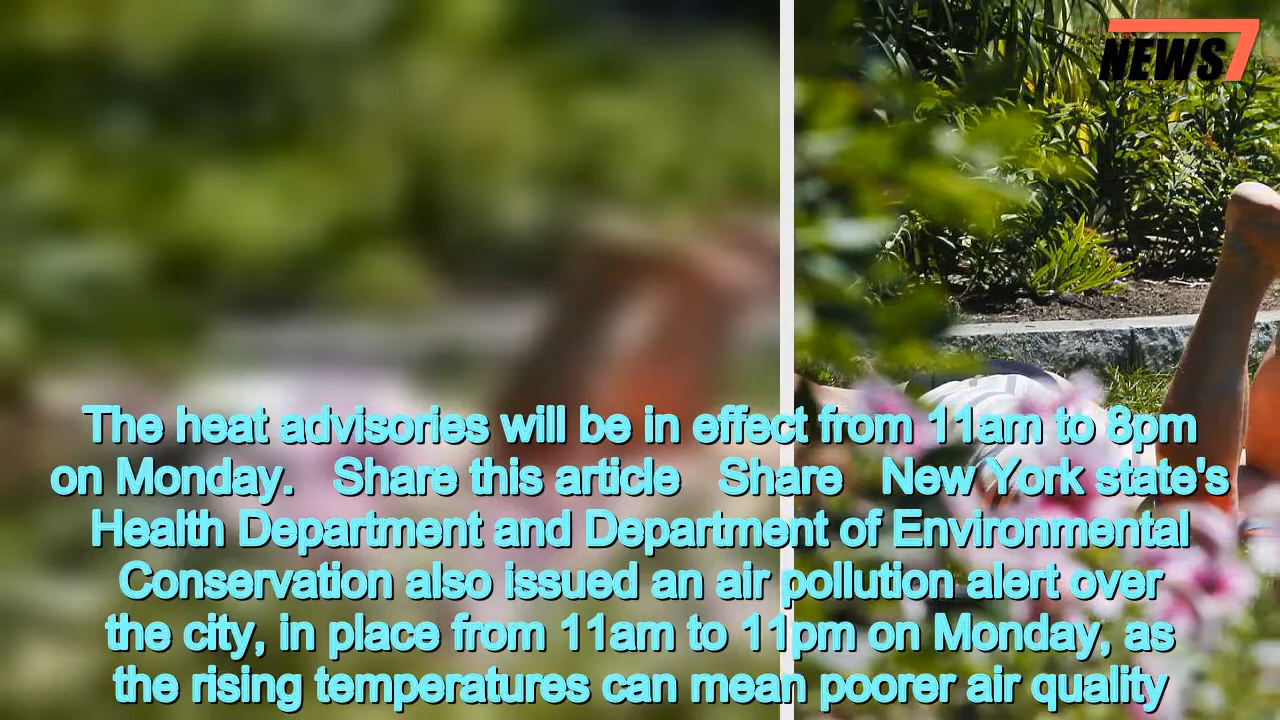 NEWS7
The heat advisories will be in effect from 11am to 8pm
on Monday.   Share this article   Share   New York state's
Health Department and Department of Environmental
Conservation also issued an air pollution alert over
the city, in place from 11am to 11pm on Monday, as
the rising temperatures can mean poorer air quality